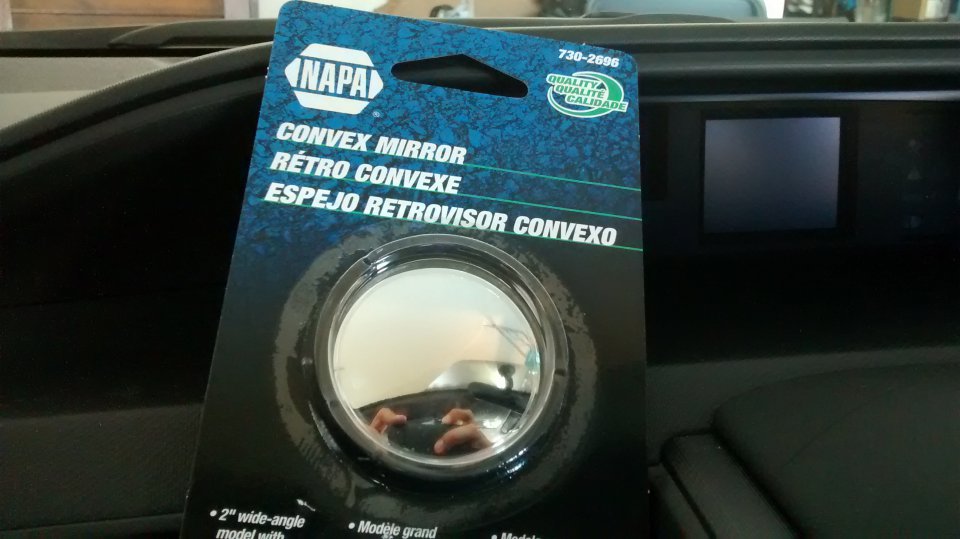 730-2696
NAPA
®
QUALITY
QUALITÉ
CALIDADE
CONVEX MIRROR
RÉTRO CONVEXE
ESPEJO RETROVISOR CONVEXO
• 2" wide-angle
model with
• Modèle grand